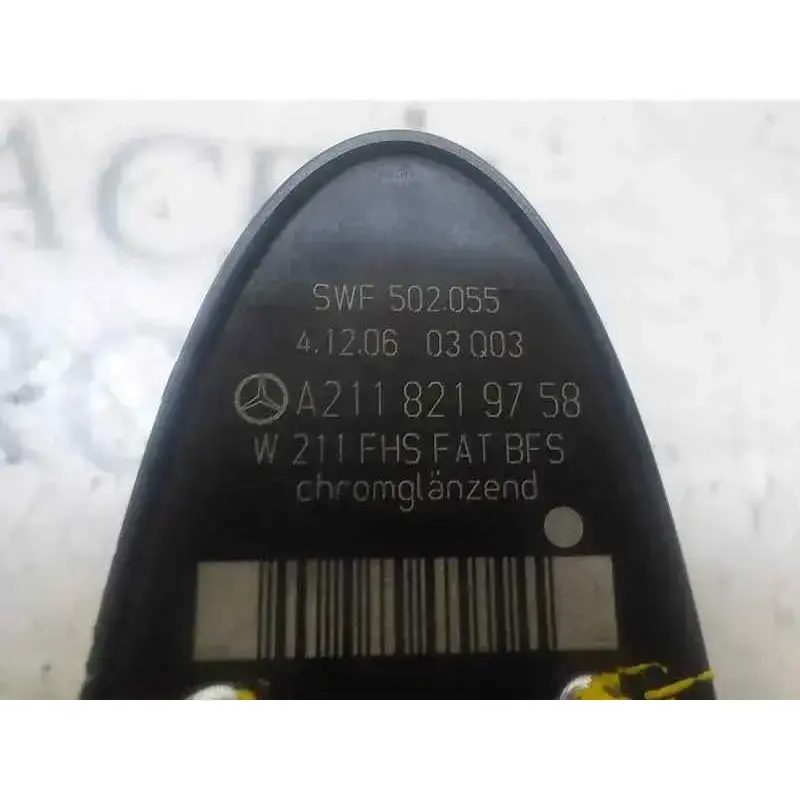 SWF 502.055
4.12.06 03 Q03
A211 821 97 58
W 211 FHS FAT BFS
chromglänzend